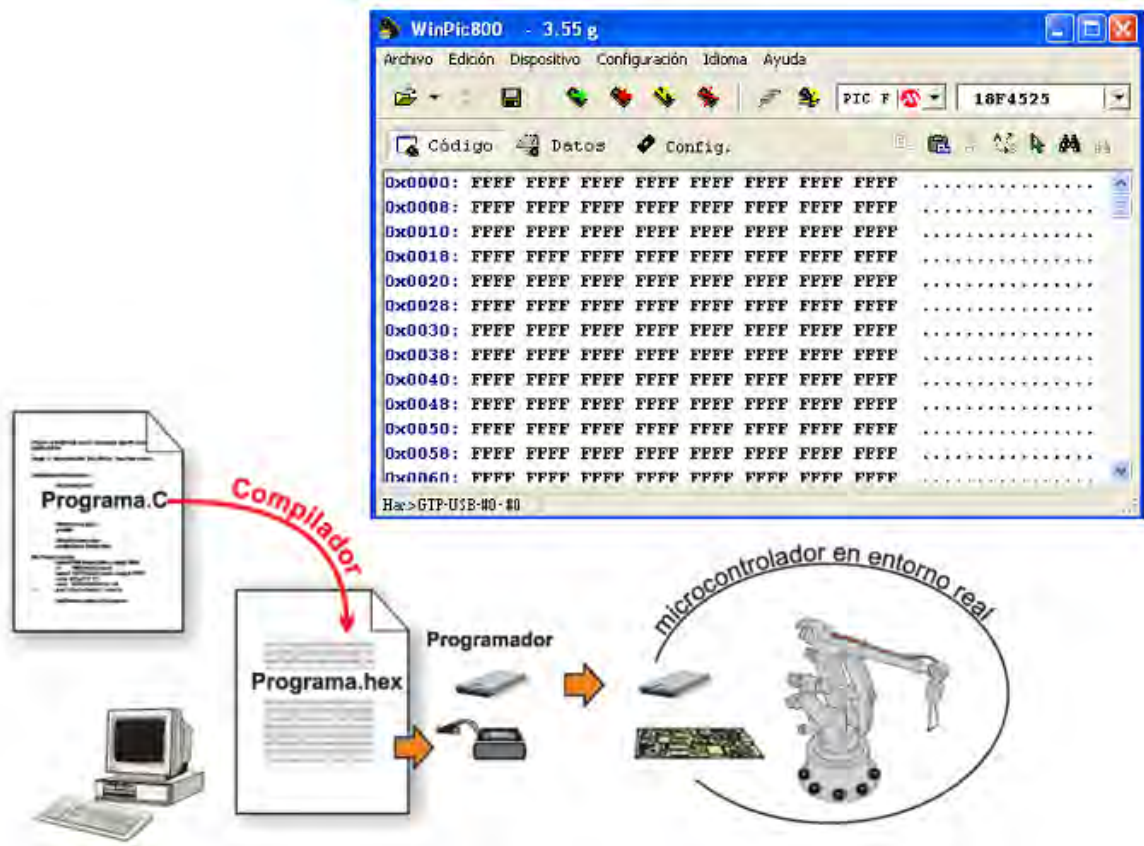 WinPic800 - 3.55 g
Archivo Edición Dispositivo Configuración Idioma Ayuda
PIC F 18F4525
Código Datos Config.
0x0000: FFFF FFFF FFFF FFFF FFFF FFFF FFFF FFFF ................
0x0008: FFFF FFFF FFFF FFFF FFFF FFFF FFFF FFFF ................
0x0010: FFFF FFFF FFFF FFFF FFFF FFFF FFFF FFFF ................
0x0018: FFFF FFFF FFFF FFFF FFFF FFFF FFFF FFFF ................
0x0020: FFFF FFFF FFFF FFFF FFFF FFFF FFFF FFFF ................
0x0028: FFFF FFFF FFFF FFFF FFFF FFFF FFFF FFFF ................
0x0030: FFFF FFFF FFFF FFFF FFFF FFFF FFFF FFFF ................
0x0038: FFFF FFFF FFFF FFFF FFFF FFFF FFFF FFFF ................
0x0040: FFFF FFFF FFFF FFFF FFFF FFFF FFFF FFFF ................
0x0048: FFFF FFFF FFFF FFFF FFFF FFFF FFFF FFFF ................
0x0050: FFFF FFFF FFFF FFFF FFFF FFFF FFFF FFFF ................
0x0058: FFFF FFFF FFFF FFFF FFFF FFFF FFFF FFFF ................
0x0060: FFFF FFFF FFFF FFFF FFFF FFFF FFFF FFFF ................
Har>GTP-USB-#0-#0
Programa.C
Compilador
Programa.hex
Programador
microcontrolador en entorno real